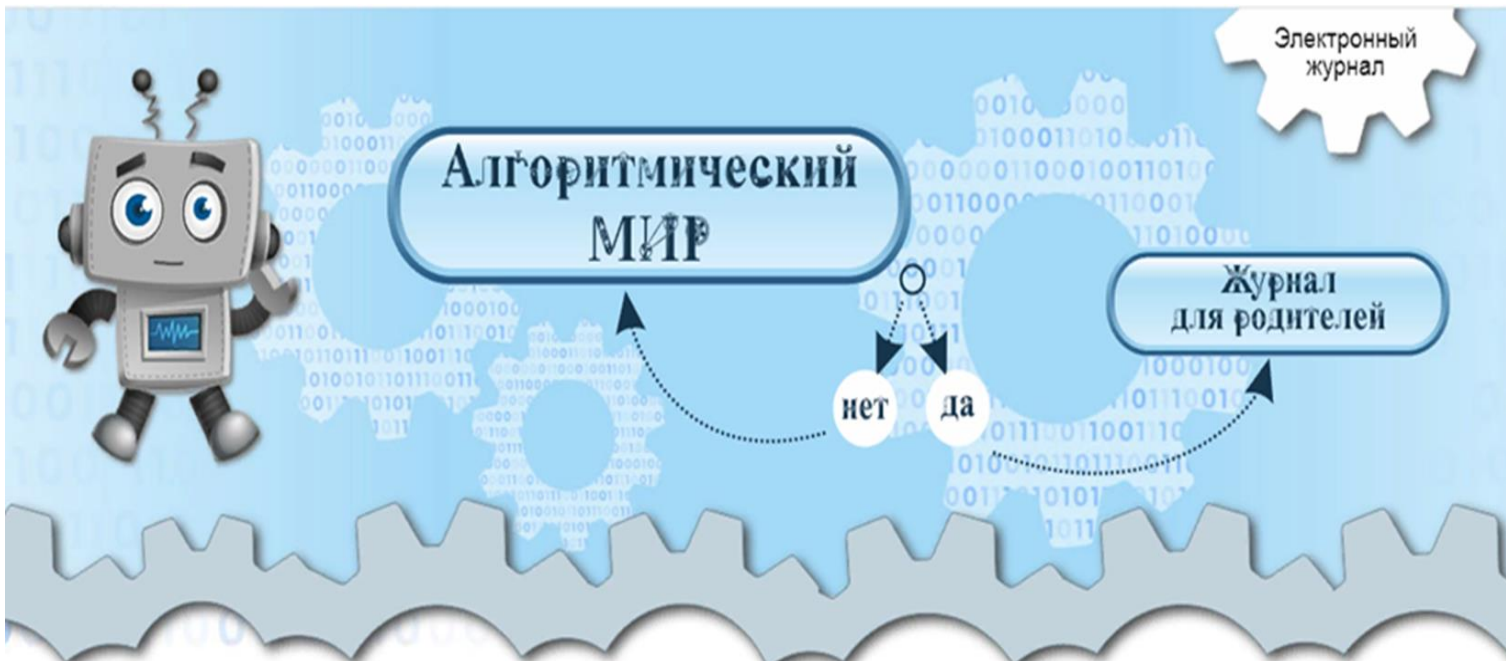 Электронный
журнал
Алгоритмический
МИР
Журнал
для родителей
нет да